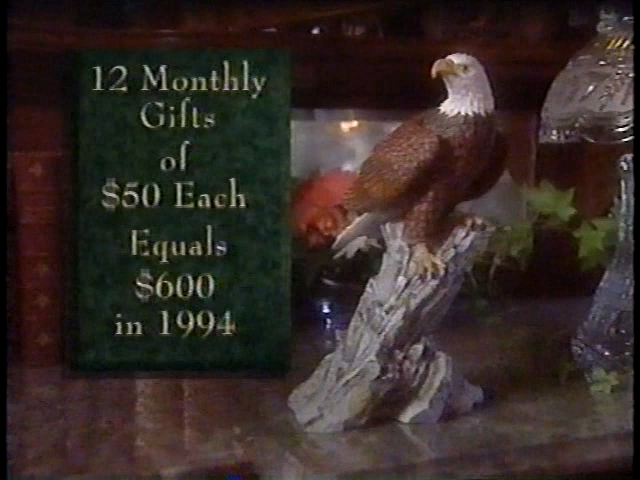 12 Monthly
Gifts
of
$50 Each
Equals
$600
in 1994